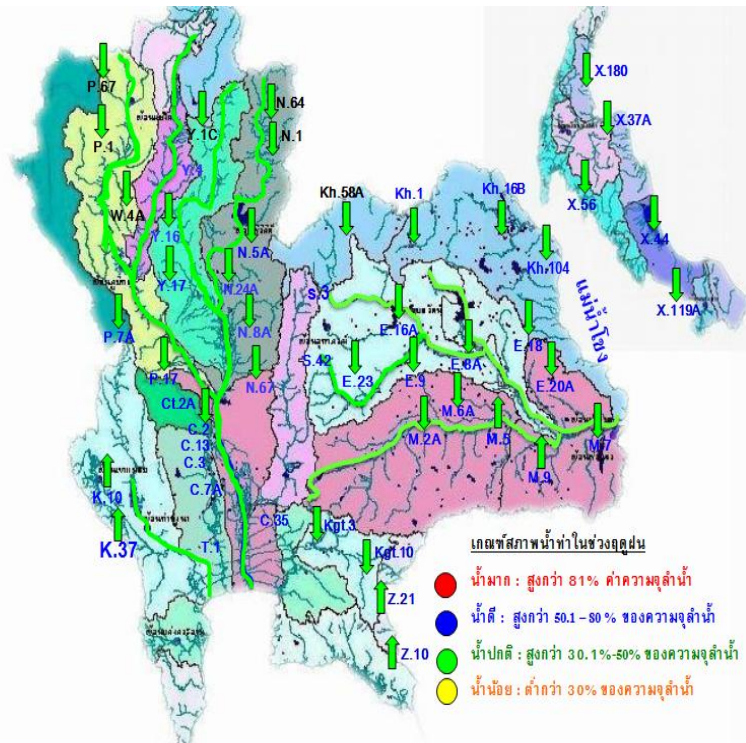 P.67
P.1
W.4A
Y.1C
Y.4
N.64
N.1
Y.16
Y.17
N.5A
N.24A
N.8A
N.67
P.7A
P.17
Ct.2A
C.2
C.13
C.3
C.7A
C.35
K.10
K.37
T.1
Kh.58A
Kh.1
Kh.16B
Kh.104
แม่น้ำโขง
s.3
S.42
E.16A
E.8A
E.18
E.23
E.9
E.20A
M.6A
M.2A
M.5
M.9
M.7
Kgt.3
Kgt.10
Z.21
Z.10
X.180
X.37A
X.56
X.44
X.119A
เกณฑ์สภาพน้ำท่าในช่วงฤดูฝน
น้ำมาก : สูงกว่า 81% ค่าความจุลำน้ำ
น้ำดี : สูงกว่า 50.1 – 80 % ของความจุลำน้ำ
น้ำปกติ : สูงกว่า 30.1%-50% ของความจุลำน้ำ
น้ำน้อย : ต่ำกว่า 30% ของความจุลำน้ำ